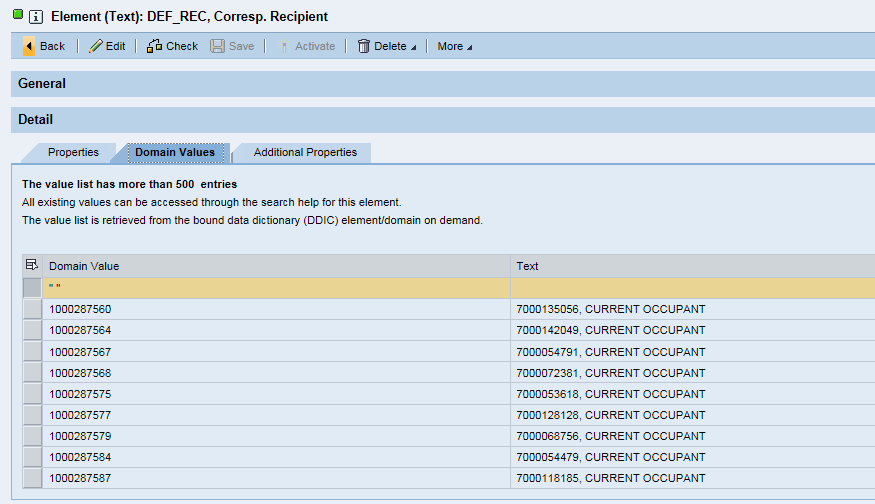 Element (Text): DEF_REC, Corresp. Recipient
Back Edit Check Save Activate Delete More
General
Detail
Properties Domain Values Additional Properties
The value list has more than 500 entries
All existing values can be accessed through the search help for this element.
The value list is retrieved from the bound data dictionary (DDIC) element/domain on demand.
Domain Value Text
" "
1000287560 7000135056, CURRENT OCCUPANT
1000287564 7000142049, CURRENT OCCUPANT
1000287567 7000054791, CURRENT OCCUPANT
1000287568 7000072381, CURRENT OCCUPANT
1000287575 7000053618, CURRENT OCCUPANT
1000287577 7000128128, CURRENT OCCUPANT
1000287579 7000068756, CURRENT OCCUPANT
1000287584 7000054479, CURRENT OCCUPANT
1000287587 7000118185, CURRENT OCCUPANT